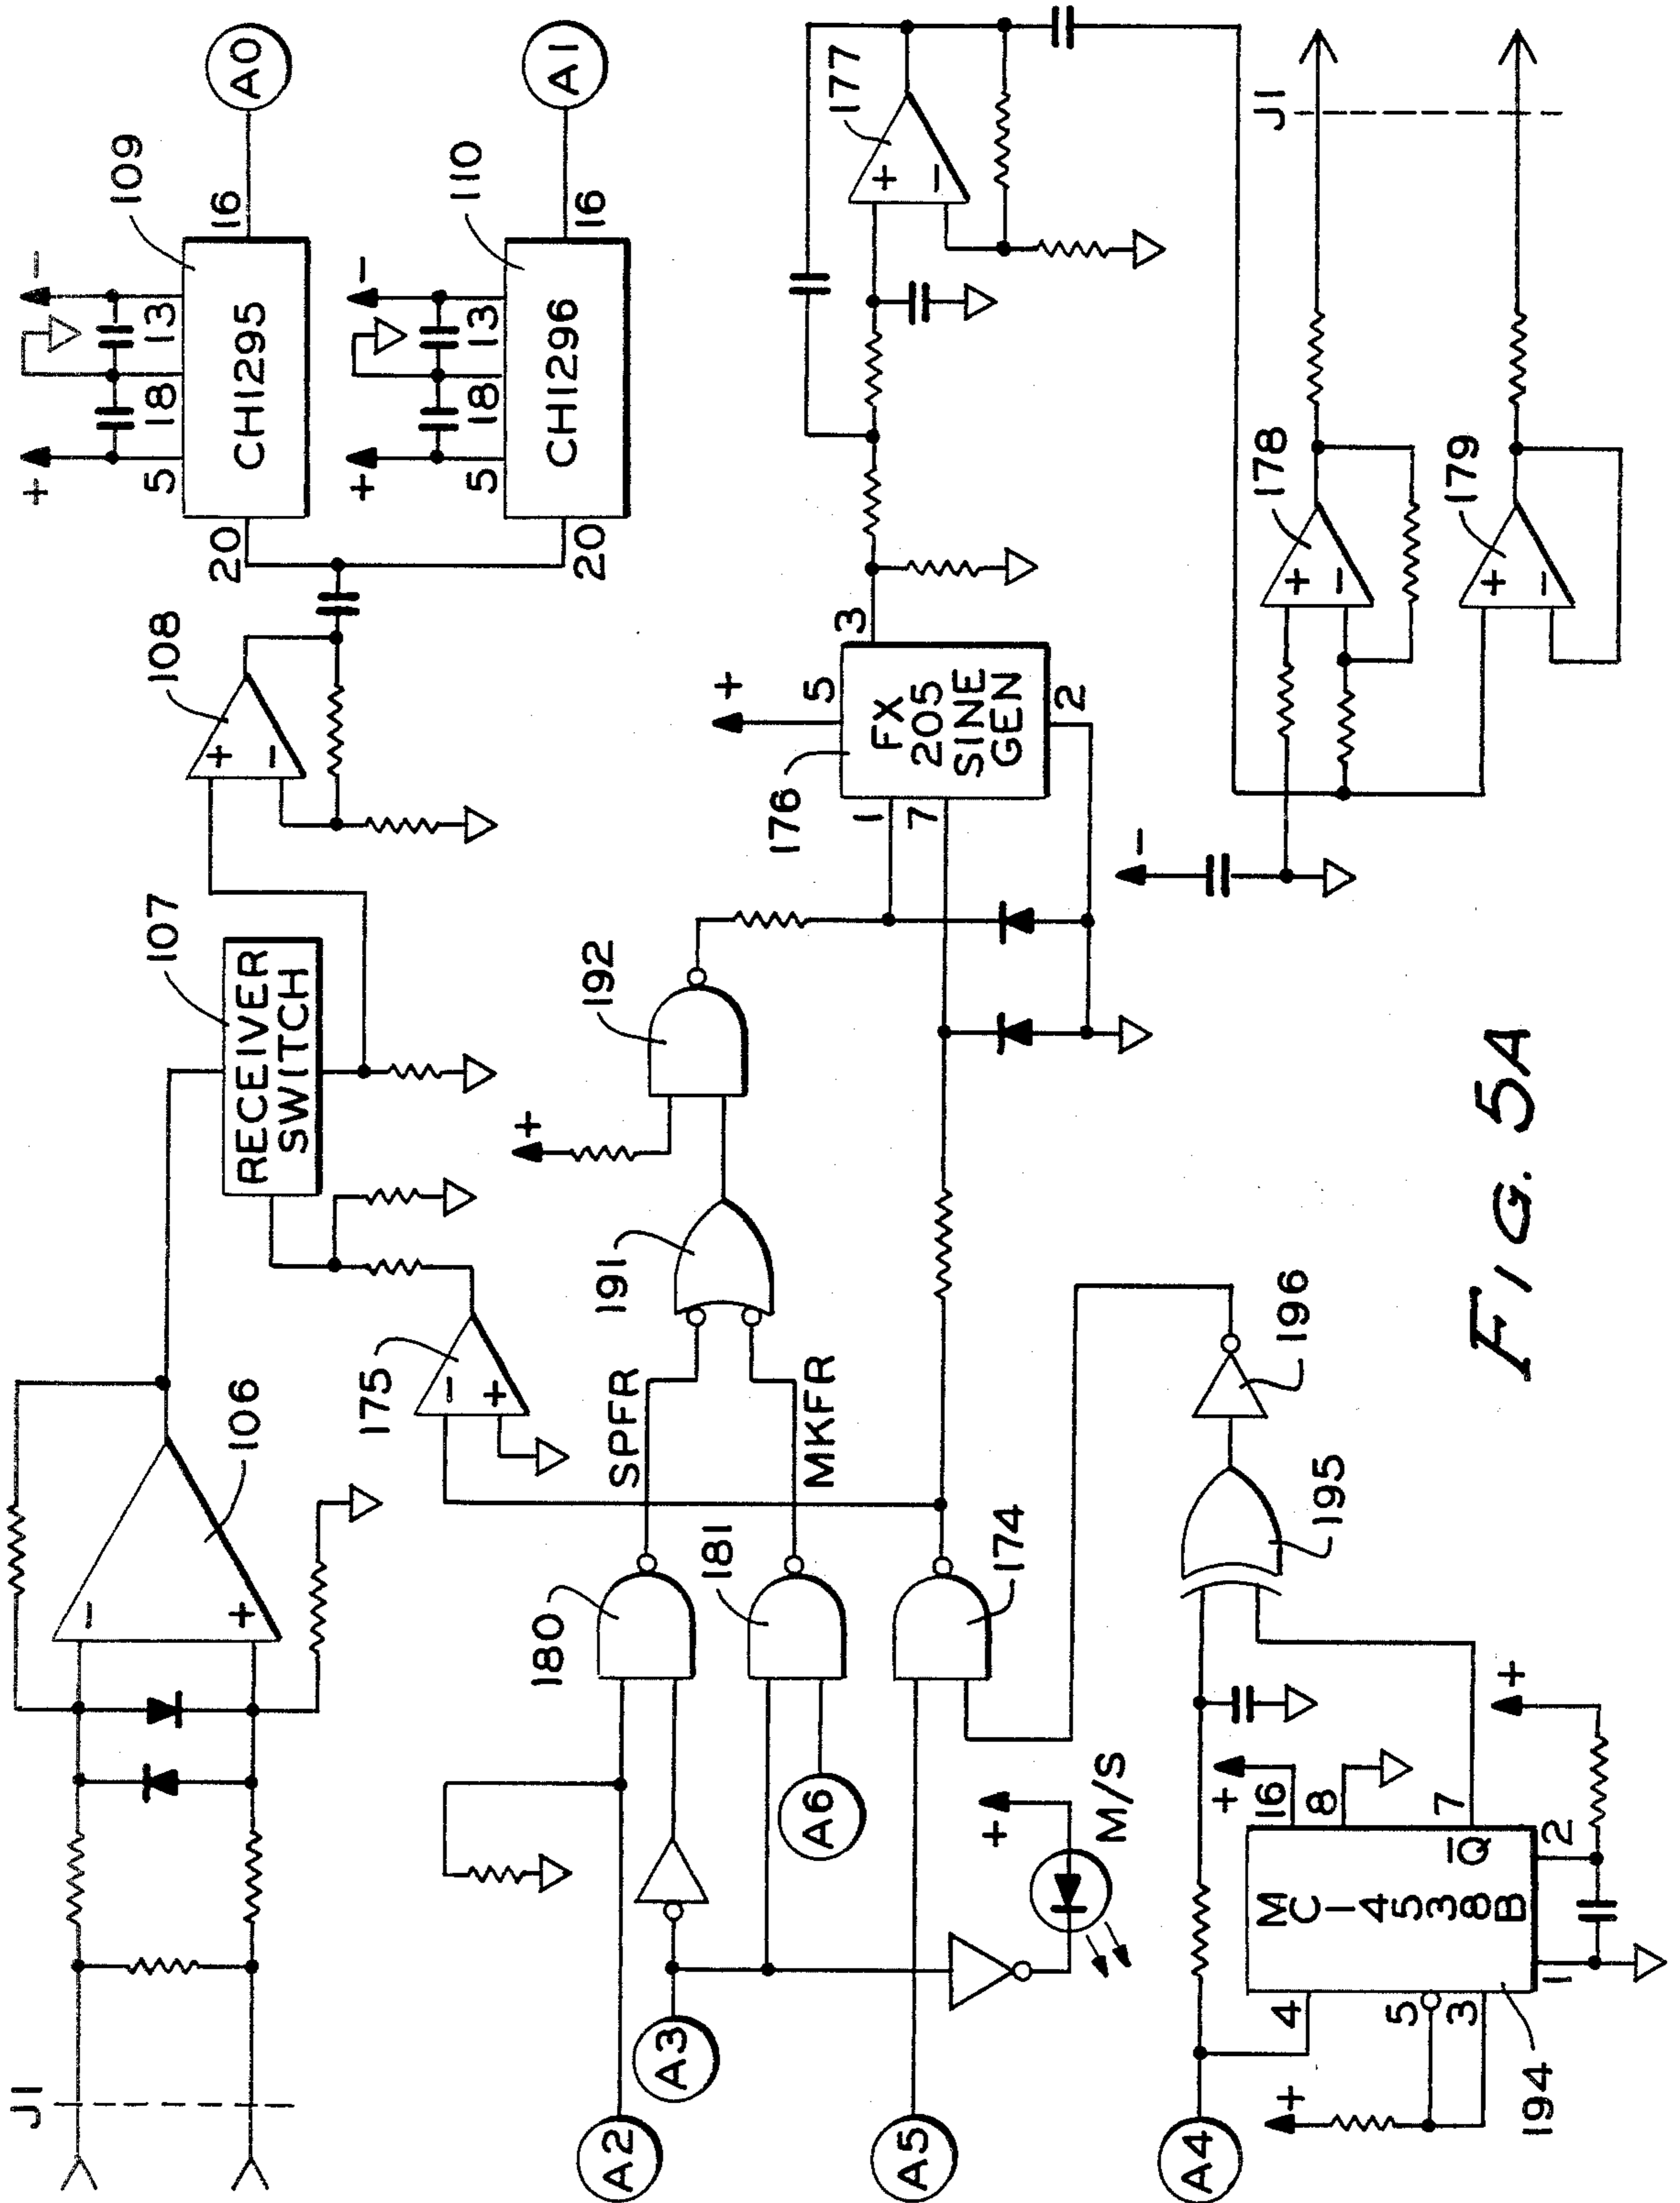 J1
-
+
106
RECEIVER
SWITCH
107
175
-
+
108
+
-
20
CH1295
5
18
13
+
-
109
16
A0
20
CH1296
5
18
13
+
-
110
16
A1
A2
A3
A6
180
181
SPFR
MKFR
191
+
192
M/S
+
A5
174
176
1
7
FX
205
SINE
GEN
5
+
3
2
177
+
-
A4
+
4
5
3
MC-14538B
Q̅
16
+
8
7
1
2
+
194
195
196
-
178
+
-
179
+
-
J1
FIG. 5A